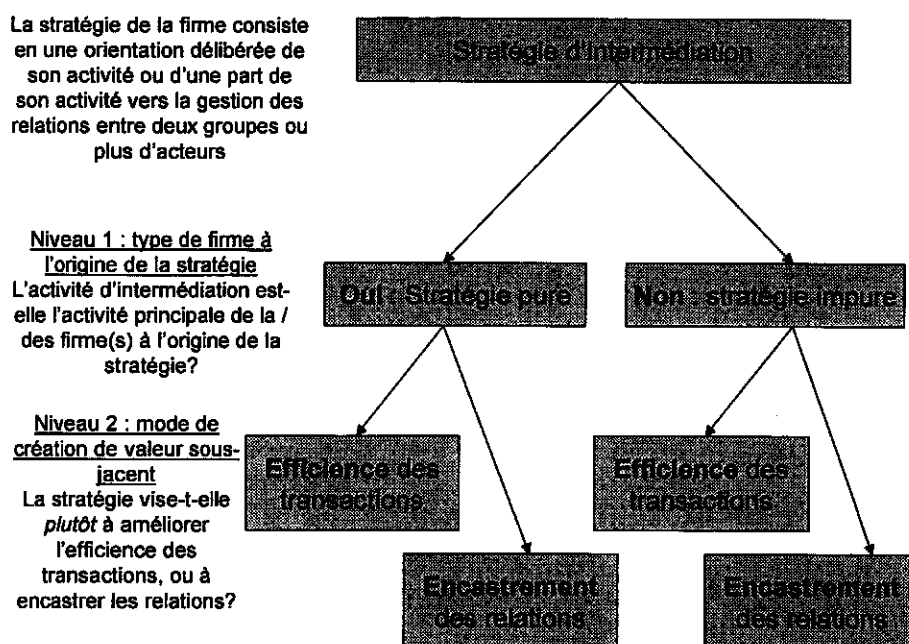 La stratégie de la firme consiste
en une orientation délibérée de
son activité ou d'une part de
son activité vers la gestion des
relations entre deux groupes ou
plus d'acteurs
Stratégie d'intermédiation
Niveau 1 : type de firme à
l'origine de la stratégie
L'activité d'intermédiation est-
elle l'activité principale de la /
des firme(s) à l'origine de la
stratégie?
Oui : Stratégie pure
Non : stratégie impure
Niveau 2 : mode de
création de valeur sous-
jacent
La stratégie vise-t-elle
plutôt à améliorer
l'efficience des
transactions, ou à
encastrer les relations?
Efficience des
transactions
Efficience des
transactions
Encastrement
des relations
Encastrement
des relations